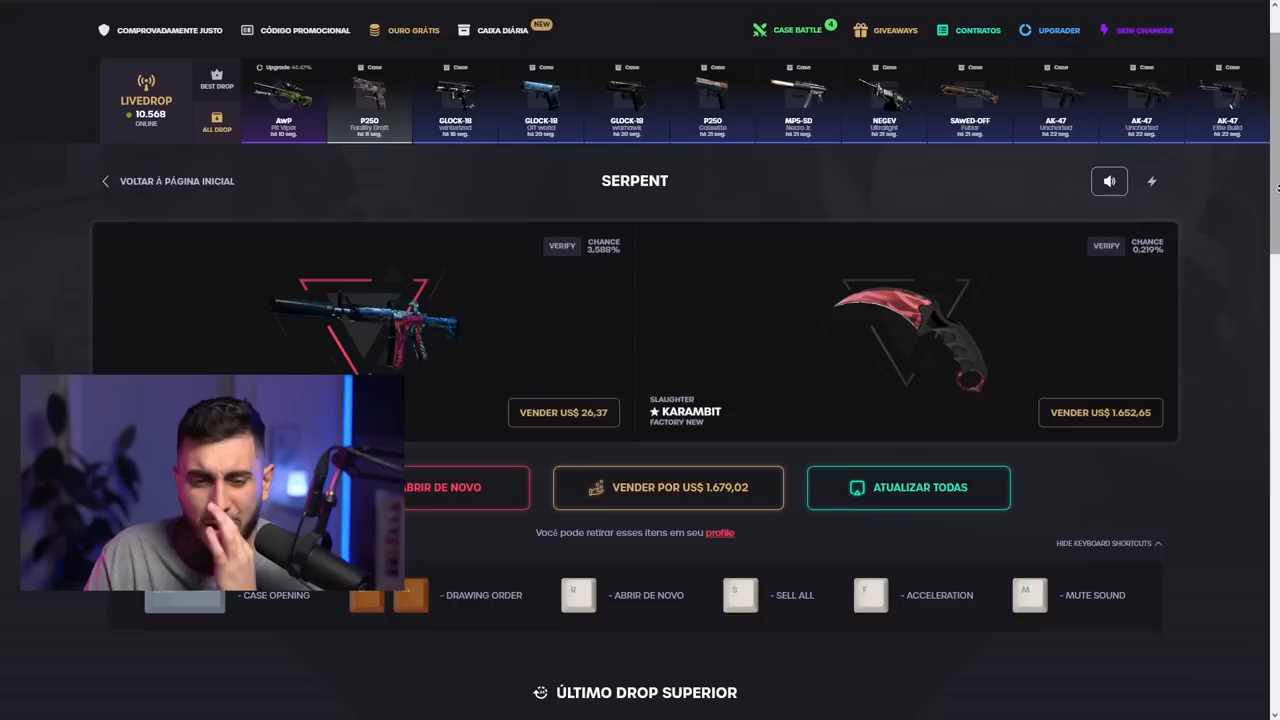 COMPROVADAMENTE JUSTO
CÓDIGO PROMOCIONAL
OURO GRÁTIS
CAIXA DIÁRIA
NEW
CASE BATTLE
4
GIVEAWAYS
CONTRATOS
UPGRADER
SKIN CHANGER
LIVEDROP
10.568
ONLINE
BEST DROP
ALL DROP
Upgrade 44.47%
AWP
PR Viper
há 10 seg.
Case
P250
Facility Draft
há 16 seg.
Case
GLOCK-18
Winterized
há 21 seg.
Case
GLOCK-18
Off World
há 21 seg.
Case
GLOCK-18
Warhawk
há 21 seg.
Case
P250
Cassette
há 21 seg.
Case
MP5-SD
Necro Jr.
há 21 seg.
Case
NEGEV
Ultralight
há 21 seg.
Case
SAWED-OFF
Fubar
há 21 seg.
Case
AK-47
Uncharted
há 22 seg.
Case
AK-47
Uncharted
há 22 seg.
Case
AK-47
Elite Build
há 22 seg.
VOLTAR À PÁGINA INICIAL
SERPENT
VERIFY
CHANCE
3,588%
VENDER US$ 26,37
VERIFY
CHANCE
0,219%
SLAUGHTER
★ KARAMBIT
FACTORY NEW
VENDER US$ 1.652,65
ABRIR DE NOVO
VENDER POR US$ 1.679,02
ATUALIZAR TODAS
Você pode retirar esses itens em seu profile
HIDE KEYBOARD SHORTCUTS
- CASE OPENING
- DRAWING ORDER
R
- ABRIR DE NOVO
S
- SELL ALL
F
- ACCELERATION
M
- MUTE SOUND
ÚLTIMO DROP SUPERIOR